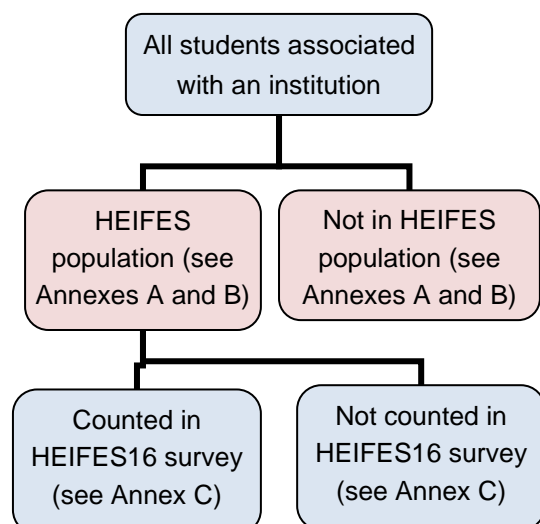 All students associated
with an institution
HEIFES
population (see
Annexes A and B)
Not in HEIFES
population (see
Annexes A and B)
Counted in
HEIFES16 survey
(see Annex C)
Not counted in
HEIFES16 survey
(see Annex C)